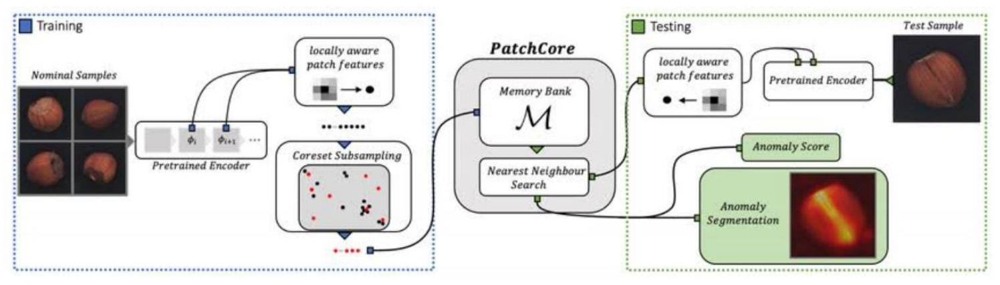 Training
Nominal Samples
ϕi
ϕi+1
...
Pretrained Encoder
locally aware
patch features
Coreset Subsampling
PatchCore
Memory Bank
M
Nearest Neighbour
Search
Testing
locally aware
patch features
Pretrained Encoder
Test Sample
Anomaly Score
Anomaly
Segmentation